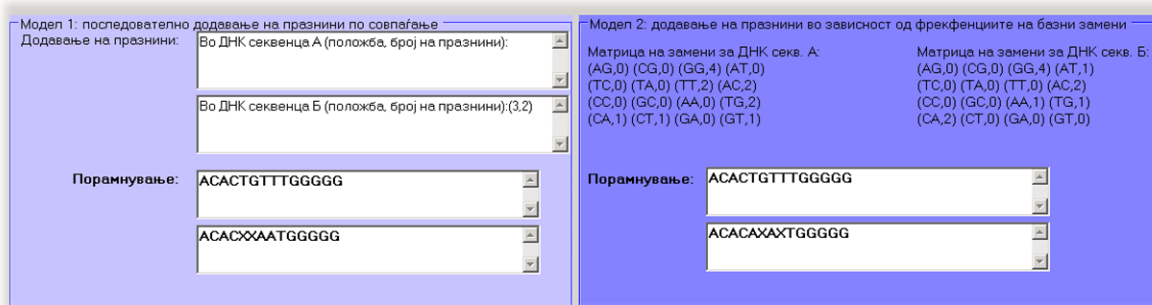 Модел 1: последователно додавање на празнини по совпаѓање
Додавање на празнини:
Во ДНК секвенца А (положба, број на празнини):
Во ДНК секвенца Б (положба, број на празнини):(3,2)
Порамнување:
ACACTGTTTGGGGG
ACACXXAATGGGGG
Модел 2: додавање на празнини во зависност од фрекфенциите на базни замени
Матрица на замени за ДНК секв. А:
(AG,0) (CG,0) (GG,4) (AT,0)
(TC,0) (TA,0) (TT,2) (AC,2)
(CC,0) (GC,0) (AA,0) (TG,2)
(CA,1) (CT,1) (GA,0) (GT,1)
Матрица на замени за ДНК секв. Б:
(AG,0) (CG,0) (GG,4) (AT,1)
(TC,0) (TA,0) (TT,0) (AC,2)
(CC,0) (GC,0) (AA,1) (TG,1)
(CA,2) (CT,0) (GA,0) (GT,0)
Порамнување:
ACACTGTTTGGGGG
ACACAXAXTGGGGG